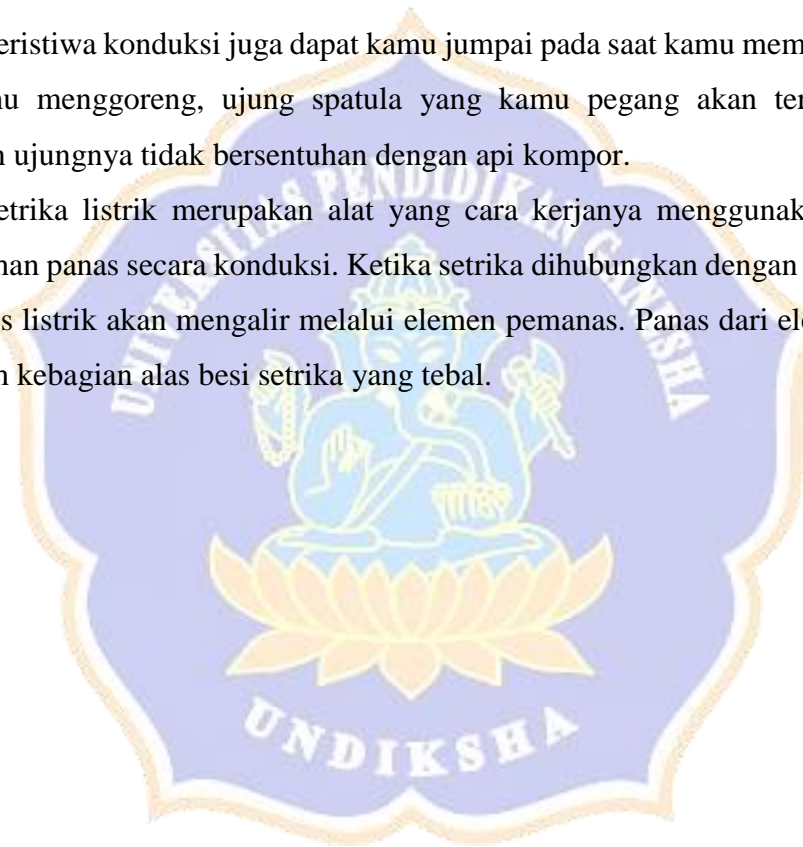 eristiwa konduksi juga dapat kamu jumpai pada saat kamu mem
nu menggoreng, ujung spatula yang kamu pegang akan ter
n ujungnya tidak bersentuhan dengan api kompor.
etrika listrik merupakan alat yang cara kerjanya menggunak
han panas secara konduksi. Ketika setrika dihubungkan dengan
s listrik akan mengalir melalui elemen pemanas. Panas dari ele
n kebagian alas besi setrika yang tebal.
UNIVERSITAS PENDIDIKAN GANESHA
UNDIKSHA